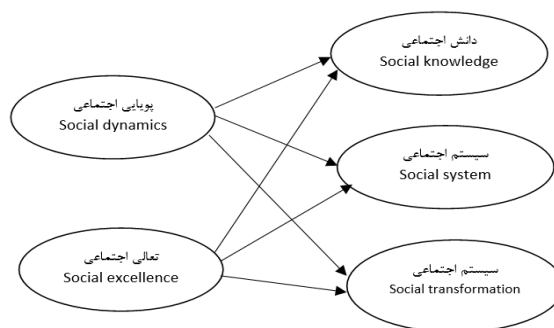 دانش اجتماعی
Social knowledge
پویایی اجتماعی
Social dynamics
سیستم اجتماعی
Social system
تعالی اجتماعی
Social excellence
سیستم اجتماعی
Social transformation